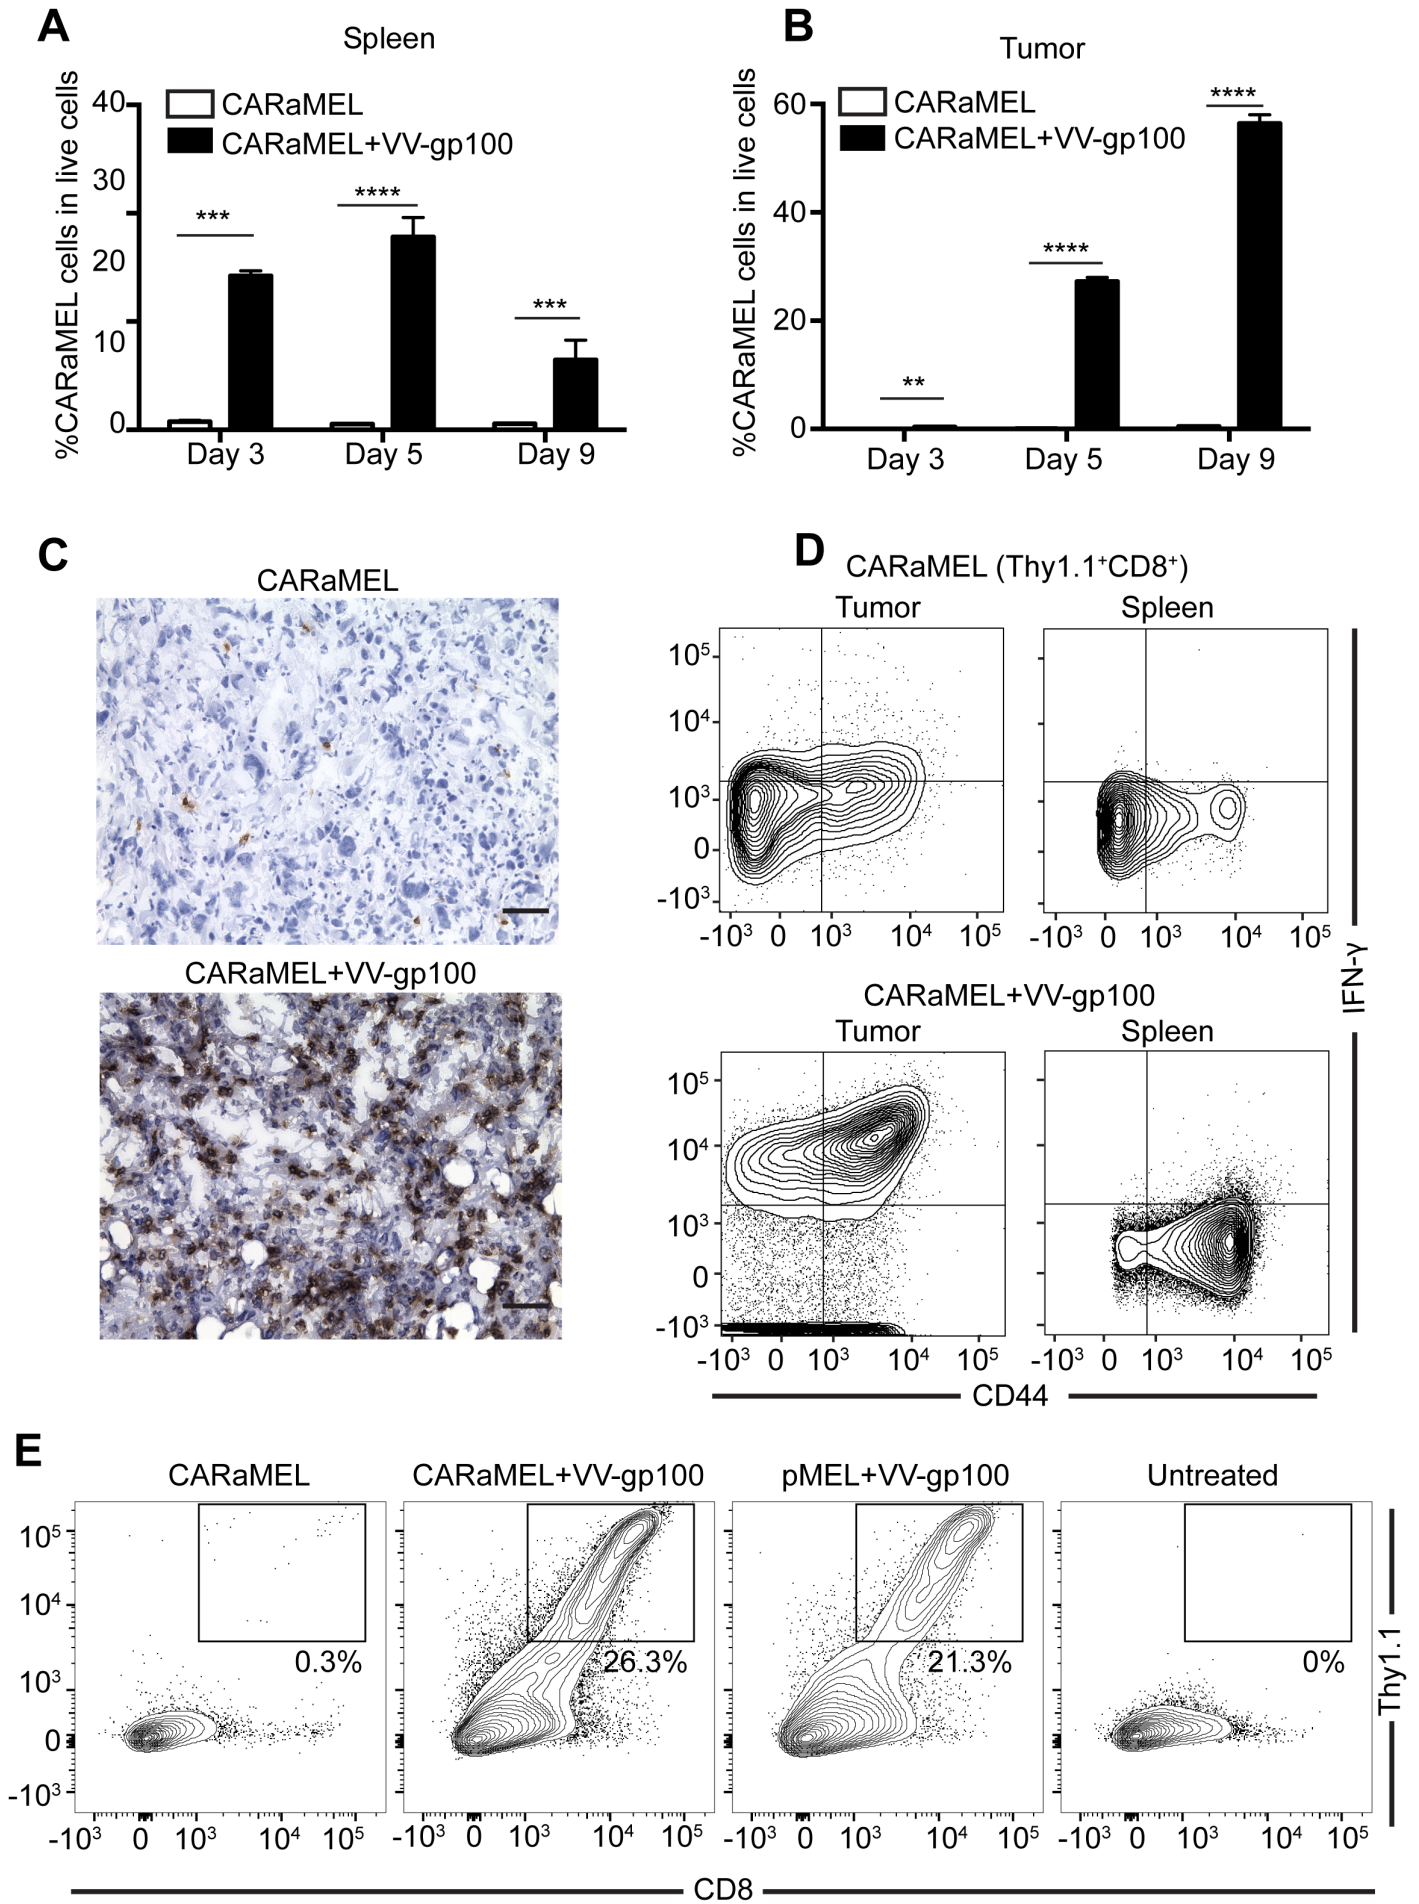 A
Spleen
%CARaMEL cells in live cells
40
30
20
10
0
CARaMEL
CARaMEL+VV-gp100
***
****
***
Day 3
Day 5
Day 9
B
Tumor
%CARaMEL cells in live cells
60
40
20
0
CARaMEL
CARaMEL+VV-gp100
**
****
****
Day 3
Day 5
Day 9
C
CARaMEL
CARaMEL+VV-gp100
D
CARaMEL (Thy1.1⁺CD8⁺)
Tumor
Spleen
10⁵
10⁴
10³
0
-10³
-10³ 0 10³ 10⁴ 10⁵
-10³ 0 10³ 10⁴ 10⁵
CARaMEL+VV-gp100
Tumor
Spleen
10⁵
10⁴
10³
0
-10³
-10³ 0 10³ 10⁴ 10⁵
-10³ 0 10³ 10⁴ 10⁵
IFN-γ
CD44
E
CARaMEL
CARaMEL+VV-gp100
pMEL+VV-gp100
Untreated
10⁵
10⁴
10³
0
-10³
0.3%
26.3%
21.3%
0%
-10³ 0 10³ 10⁴ 10⁵
-10³ 0 10³ 10⁴ 10⁵
-10³ 0 10³ 10⁴ 10⁵
-10³ 0 10³ 10⁴ 10⁵
Thy1.1
CD8